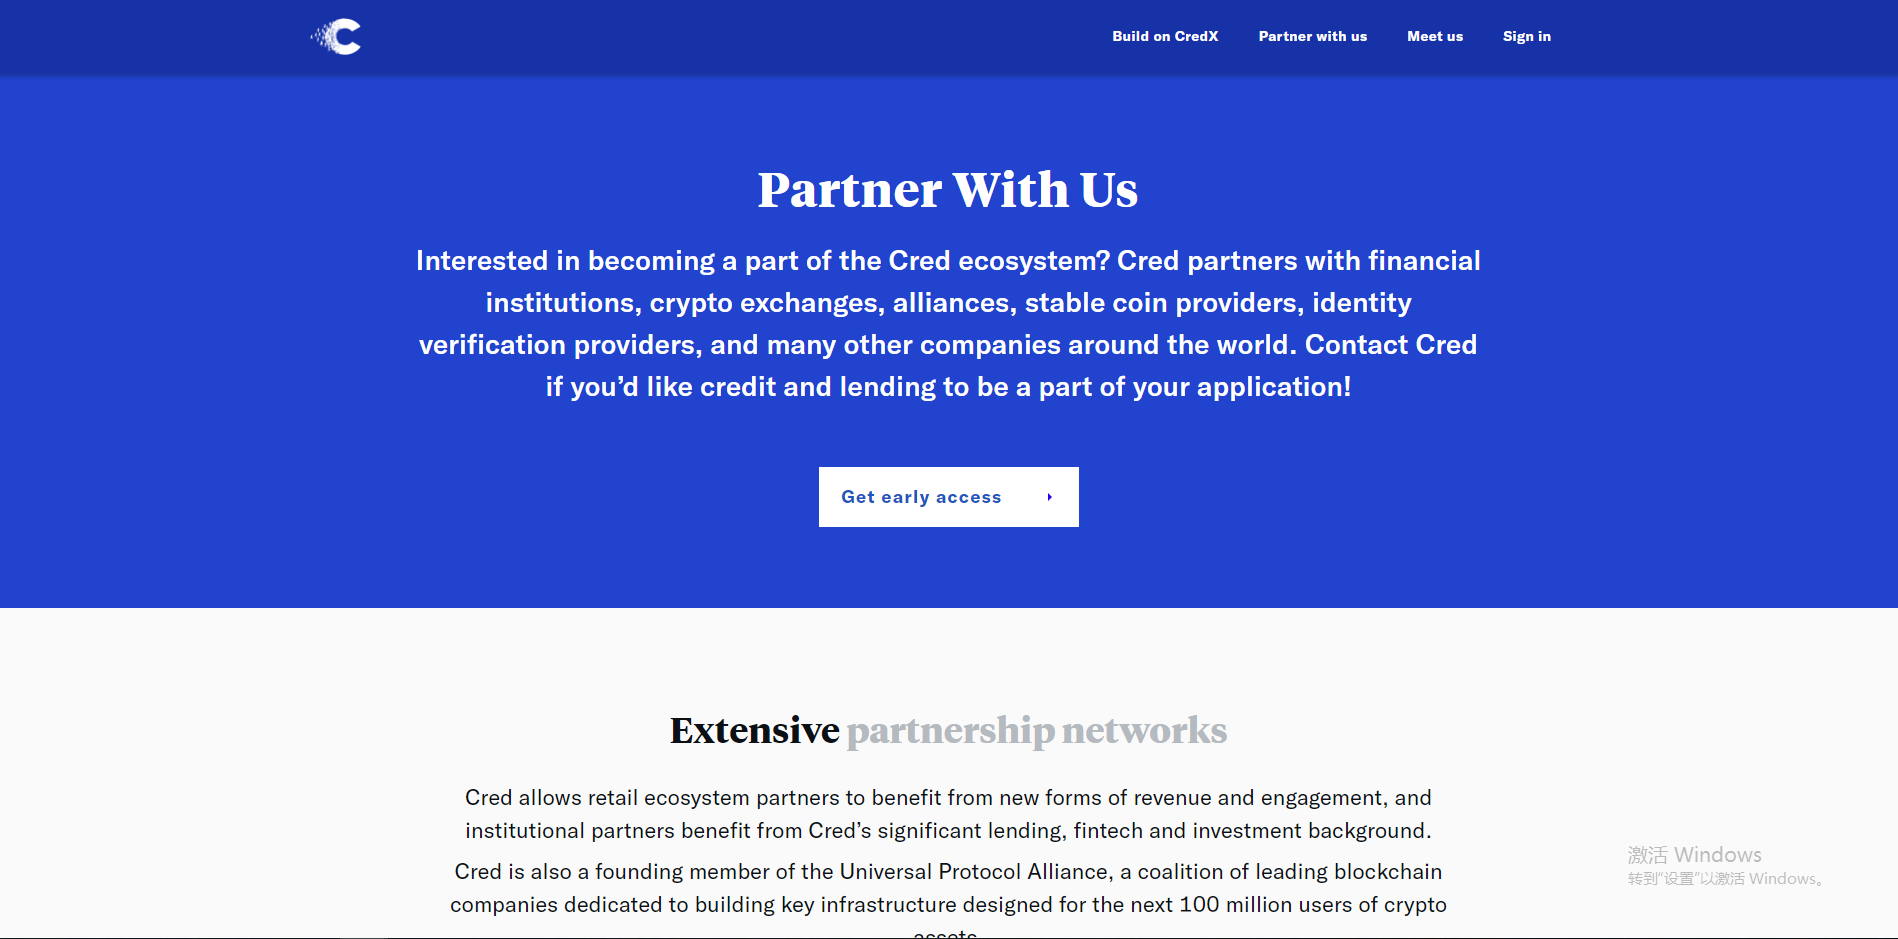 Build on CredX Partner with us Meet us Sign in
Partner With Us
Interested in becoming a part of the Cred ecosystem? Cred partners with financial
institutions, crypto exchanges, alliances, stable coin providers, identity
verification providers, and many other companies around the world. Contact Cred
if you’d like credit and lending to be a part of your application!
Get early access
Extensive partnership networks
Cred allows retail ecosystem partners to benefit from new forms of revenue and engagement, and
institutional partners benefit from Cred’s significant lending, fintech and investment background.
Cred is also a founding member of the Universal Protocol Alliance, a coalition of leading blockchain
companies dedicated to building key infrastructure designed for the next 100 million users of crypto
assets.
激活 Windows
转到“设置”以激活 Windows。